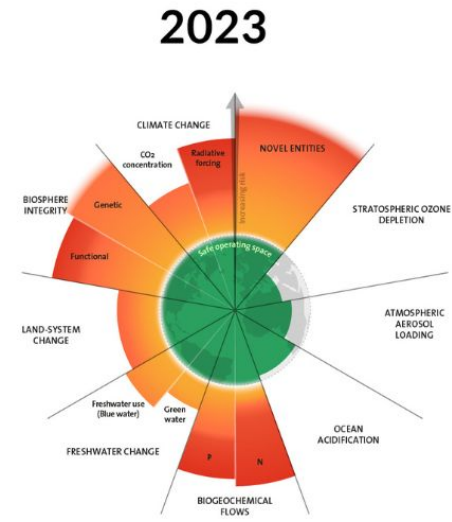 2023
CLIMATE CHANGE
CO2
concentration
Radiative
forcing
NOVEL ENTITIES
Increasing risk
STRATOSPHERIC OZONE
DEPLETION
ATMOSPHERIC
AEROSOL
LOADING
OCEAN
ACIDIFICATION
BIOGEOCHEMICAL
FLOWS
P
N
FRESHWATER CHANGE
Green
water
Freshwater use
(Blue water)
LAND-SYSTEM
CHANGE
BIOSPHERE
INTEGRITY
Functional
Genetic
Safe operating space